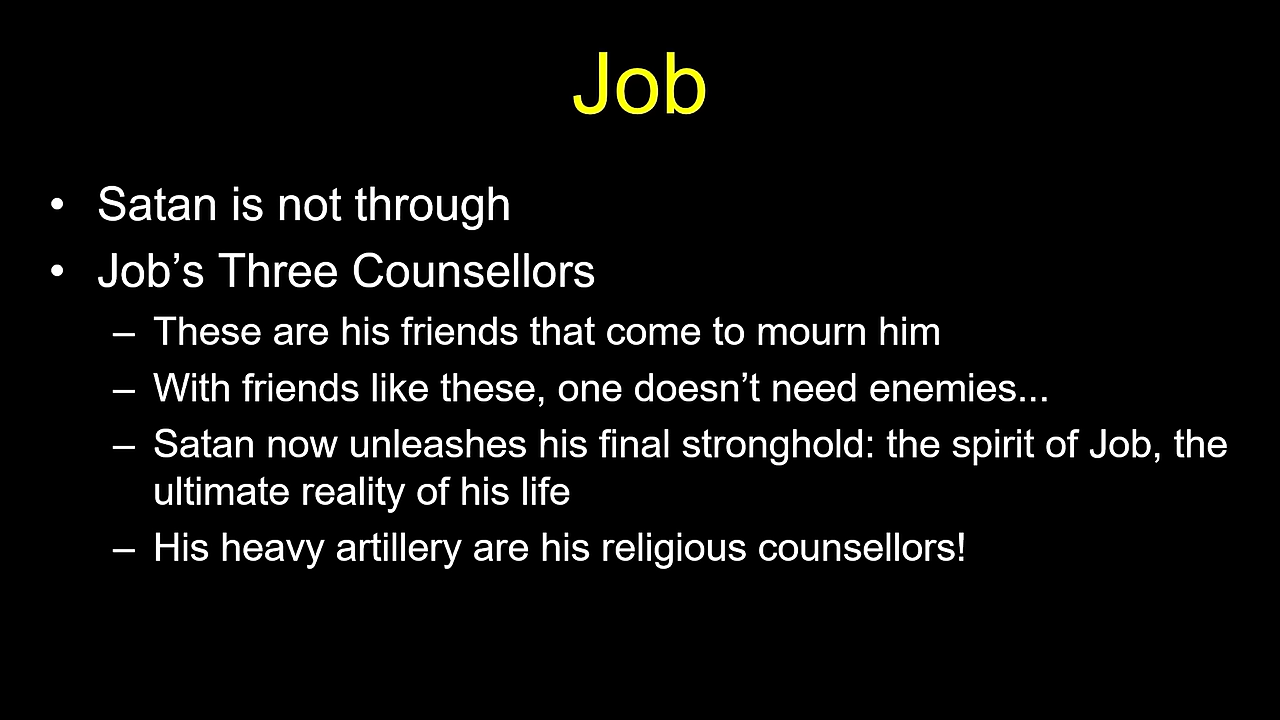 Job
• Satan is not through
• Job’s Three Counsellors
– These are his friends that come to mourn him
– With friends like these, one doesn’t need enemies...
– Satan now unleashes his final stronghold: the spirit of Job, the
ultimate reality of his life
– His heavy artillery are his religious counsellors!